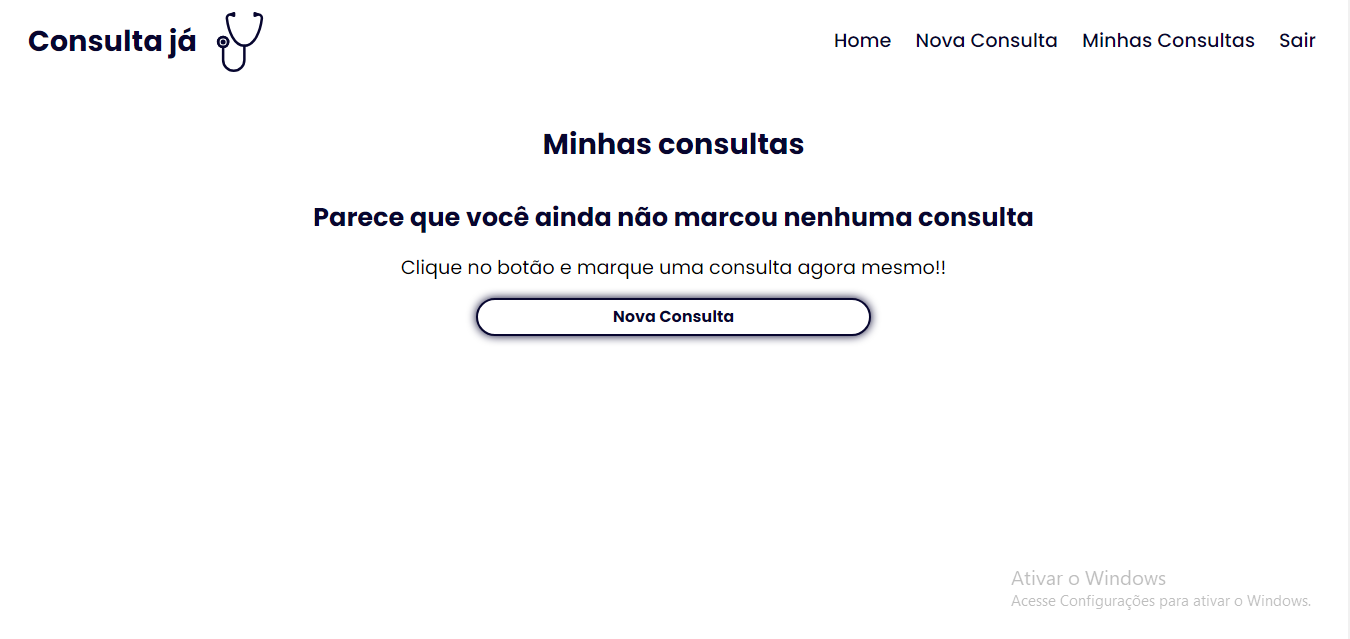 Consulta já
Home Nova Consulta Minhas Consultas Sair
Minhas consultas
Parece que você ainda não marcou nenhuma consulta
Clique no botão e marque uma consulta agora mesmo!!
Nova Consulta
Ativar o Windows
Acesse Configurações para ativar o Windows.